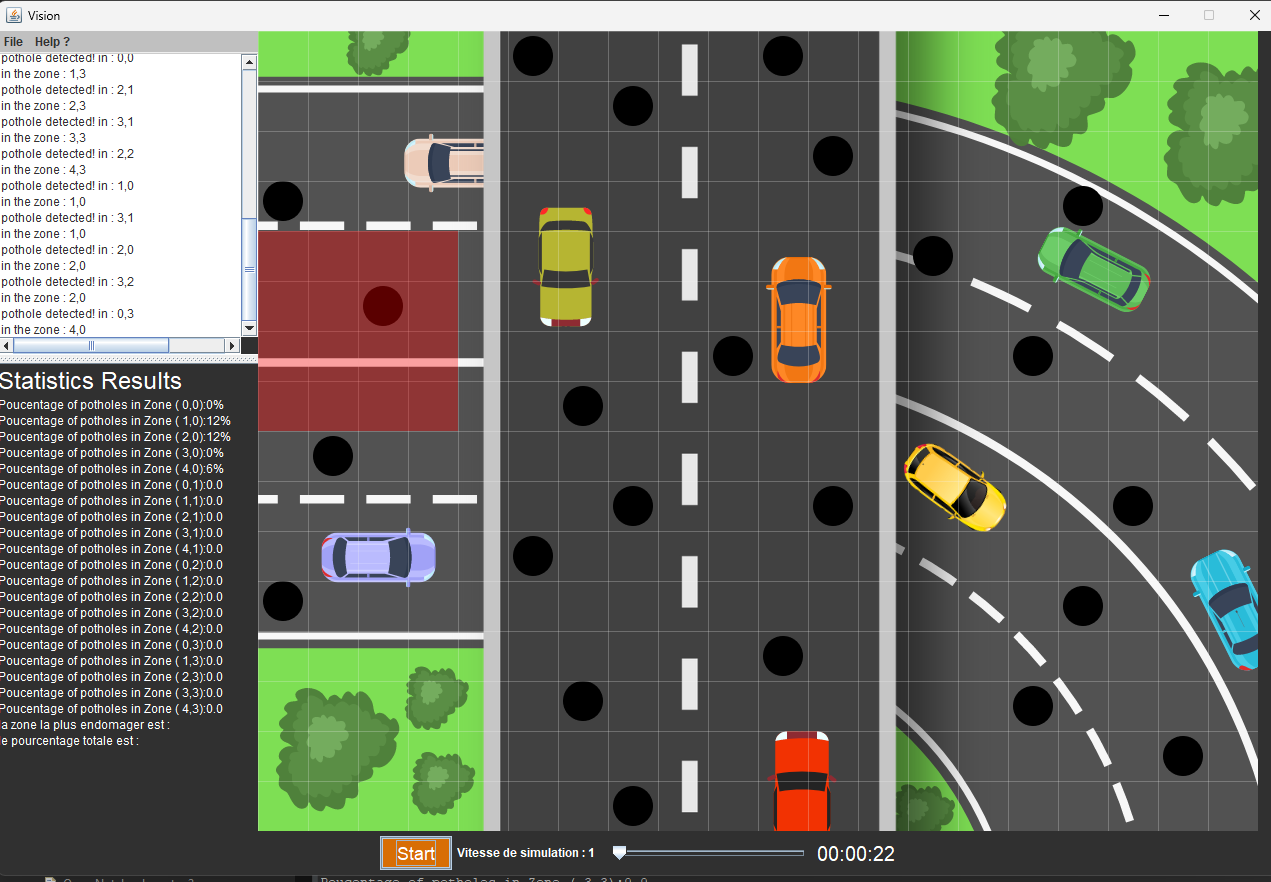 Vision
File Help ?
pothole detected! in : 0,0
in the zone : 1,3
pothole detected! in : 2,1
in the zone : 2,3
pothole detected! in : 3,1
in the zone : 3,3
pothole detected! in : 2,2
in the zone : 4,3
pothole detected! in : 1,0
in the zone : 1,0
pothole detected! in : 3,1
in the zone : 1,0
pothole detected! in : 2,0
in the zone : 2,0
pothole detected! in : 3,2
in the zone : 2,0
pothole detected! in : 0,3
in the zone : 4,0
Statistics Results
Poucentage of potholes in Zone ( 0,0):0%
Poucentage of potholes in Zone ( 1,0):12%
Poucentage of potholes in Zone ( 2,0):12%
Poucentage of potholes in Zone ( 3,0):0%
Poucentage of potholes in Zone ( 4,0):6%
Poucentage of potholes in Zone ( 0,1):0.0
Poucentage of potholes in Zone ( 1,1):0.0
Poucentage of potholes in Zone ( 2,1):0.0
Poucentage of potholes in Zone ( 3,1):0.0
Poucentage of potholes in Zone ( 4,1):0.0
Poucentage of potholes in Zone ( 0,2):0.0
Poucentage of potholes in Zone ( 1,2):0.0
Poucentage of potholes in Zone ( 2,2):0.0
Poucentage of potholes in Zone ( 3,2):0.0
Poucentage of potholes in Zone ( 4,2):0.0
Poucentage of potholes in Zone ( 0,3):0.0
Poucentage of potholes in Zone ( 1,3):0.0
Poucentage of potholes in Zone ( 2,3):0.0
Poucentage of potholes in Zone ( 3,3):0.0
Poucentage of potholes in Zone ( 4,3):0.0
la zone la plus endomager est :
le pourcentage totale est :
Start Vitesse de simulation : 1 00:00:22